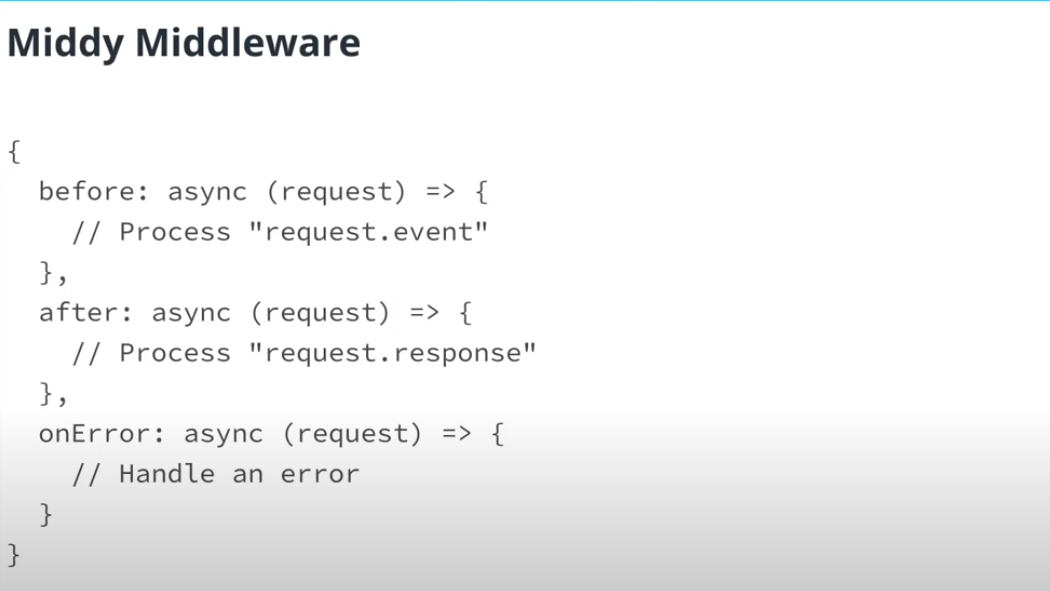 Middy Middleware
{
  before: async (request) => {
    // Process "request.event"
  },
  after: async (request) => {
    // Process "request.response"
  },
  onError: async (request) => {
    // Handle an error
  }
}